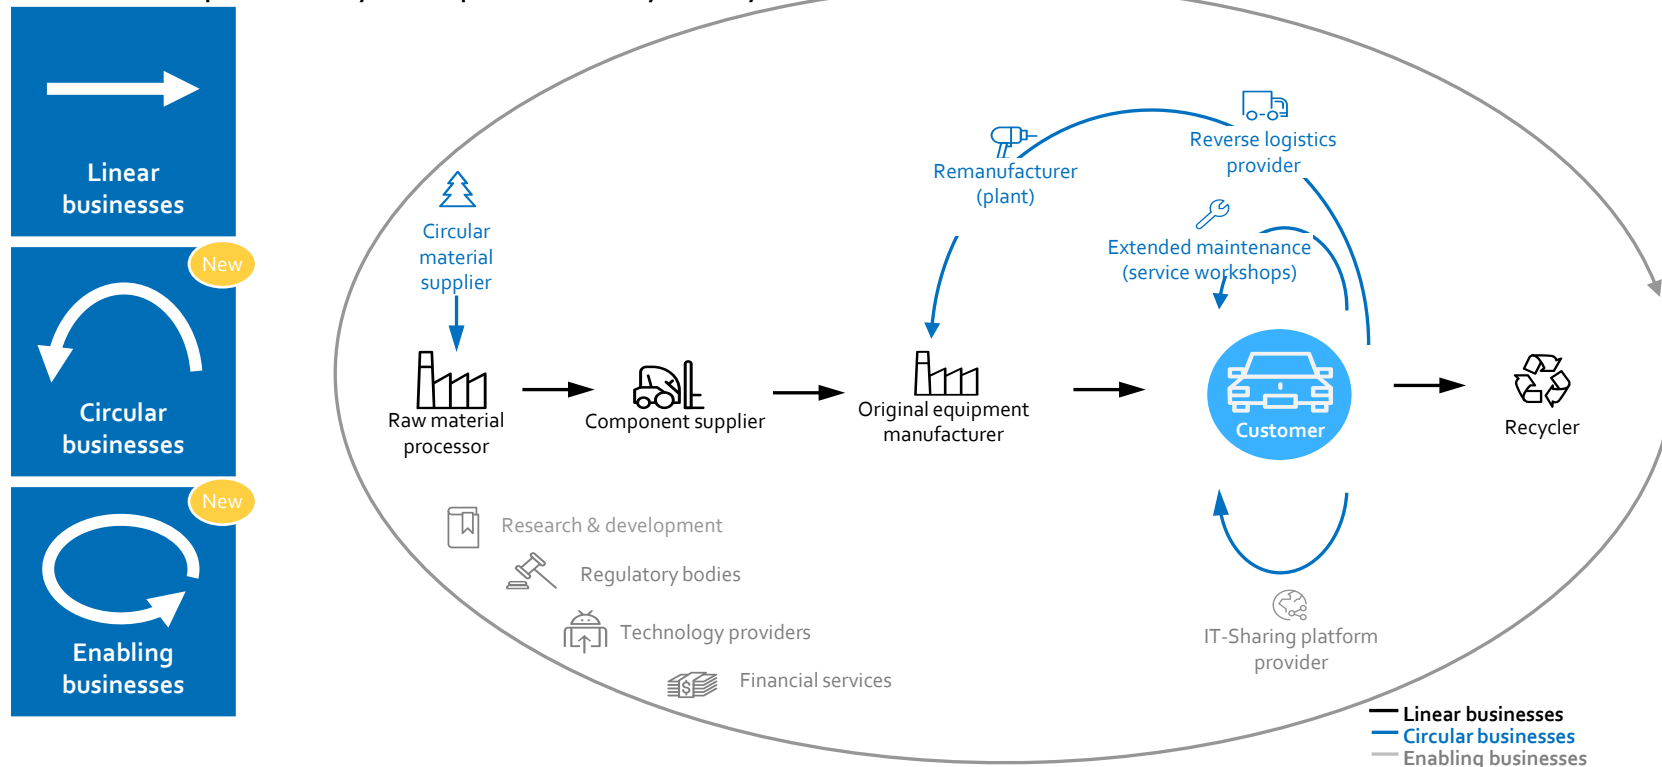 Linear
businesses
New
Circular
businesses
New
Enabling
businesses
Reverse logistics
provider
Remanufacturer
(plant)
Circular
material
supplier
Extended maintenance
(service workshops)
Raw material
processor
Component supplier
Original equipment
manufacturer
Customer
Recycler
Research & development
Regulatory bodies
Technology providers
Financial services
IT-Sharing platform
provider
Linear businesses
Circular businesses
Enabling businesses